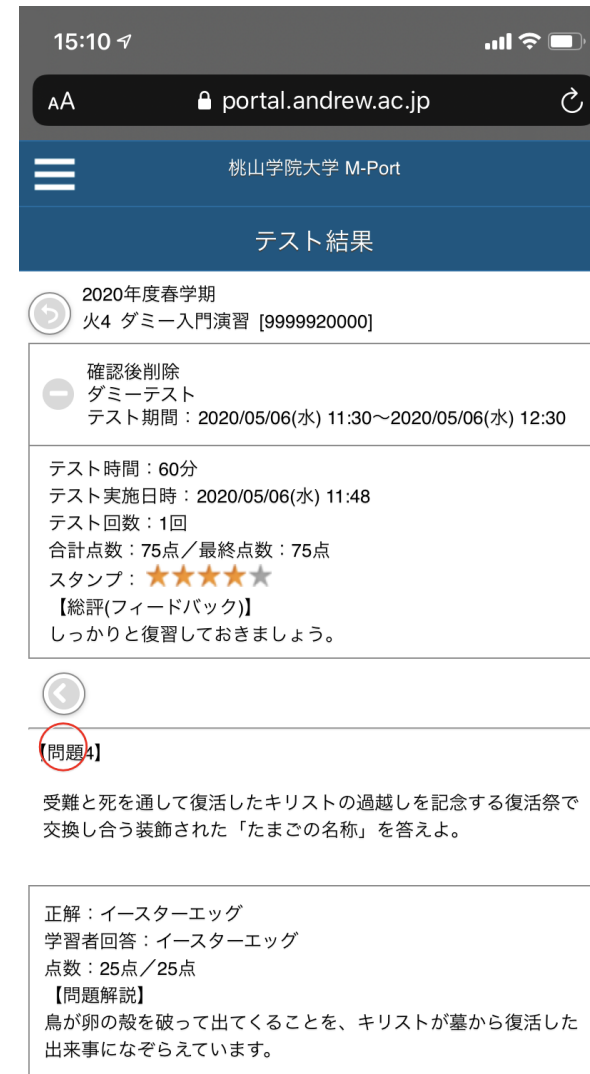 15:10
AA portal.andrew.ac.jp
桃山学院大学 M-Port
テスト結果
2020年度春学期
火4 ダミー入門演習 [9999920000]
確認後削除
ダミーテスト
テスト期間：2020/05/06(水) 11:30～2020/05/06(水) 12:30
テスト時間：60分
テスト実施日時：2020/05/06(水) 11:48
テスト回数：1回
合計点数：75点／最終点数：75点
スタンプ：★★★★★
【総評(フィードバック)】
しっかりと復習しておきましょう。
【問題4】
受難と死を通して復活したキリストの過越しを記念する復活祭で
交換し合う装飾された「たまごの名称」を答えよ。
正解：イースターエッグ
学習者回答：イースターエッグ
点数：25点／25点
【問題解説】
鳥が卵の殻を破って出てくることを、キリストが墓から復活した
出来事になぞらえています。